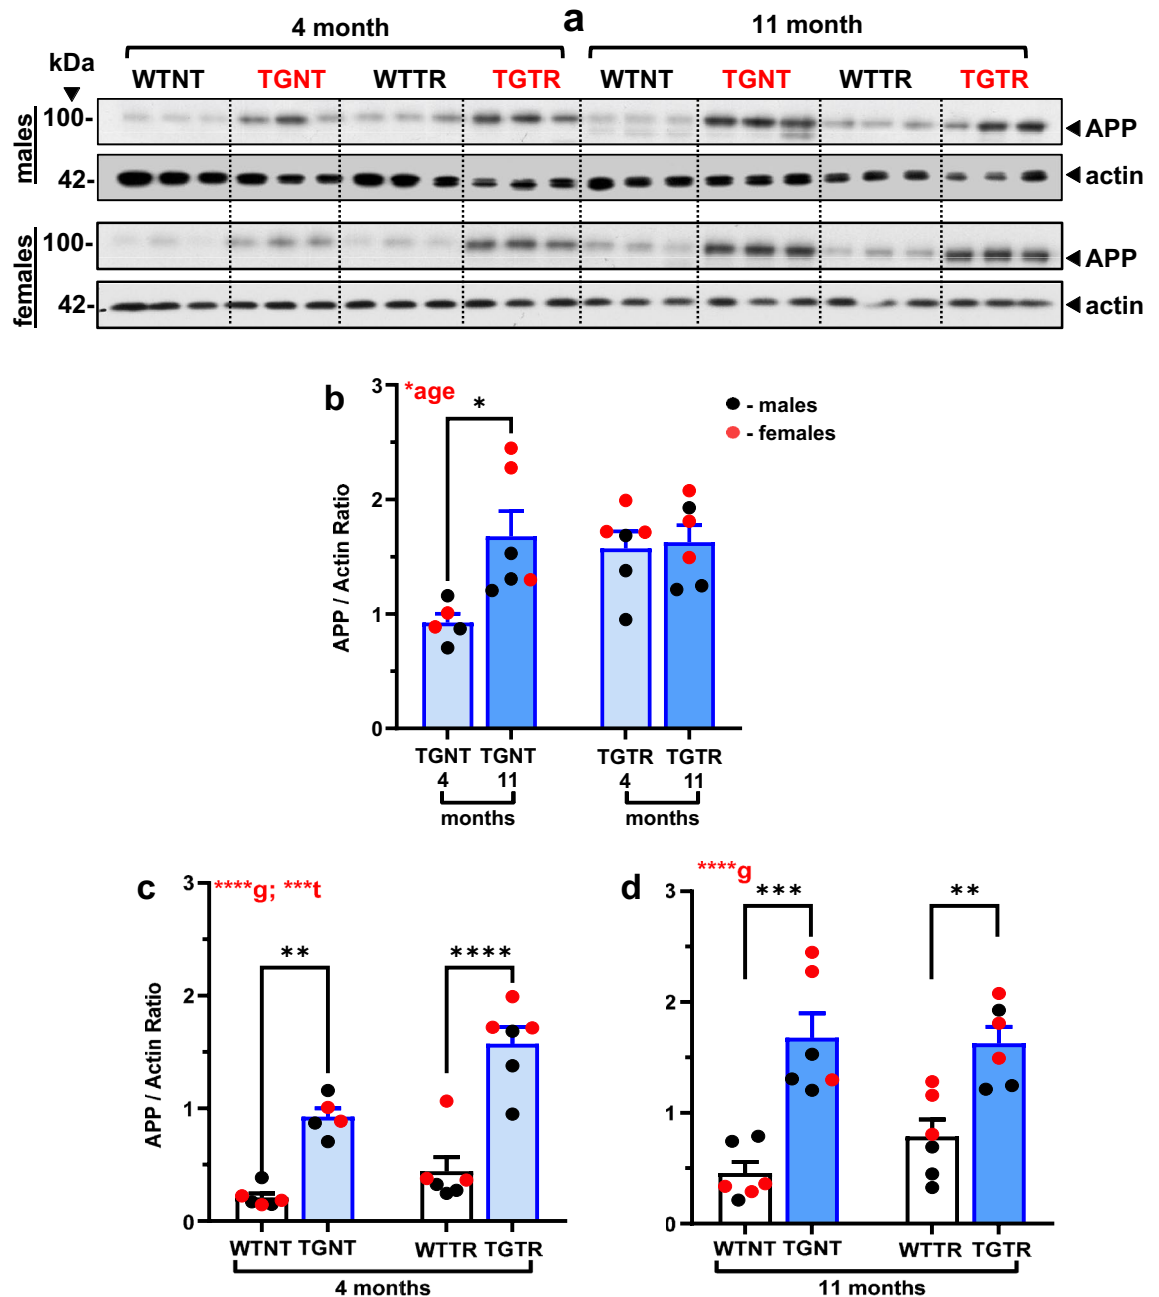 a
4 month
11 month
kDa
WTNT TGNT WTTR TGTR WTNT TGNT WTTR TGTR
males
100-
APP
42-
actin
females
100-
APP
42-
actin
b
*age
*
- males
- females
APP / Actin Ratio
3
2
1
0
TGNT TGNT TGTR TGTR
4 11 4 11
months months
c
****g; ***t
** ****
APP / Actin Ratio
3
2
1
0
WTNT TGNT WTTR TGTR
4 months
d
****g
*** **
3
2
1
0
WTNT TGNT WTTR TGTR
11 months